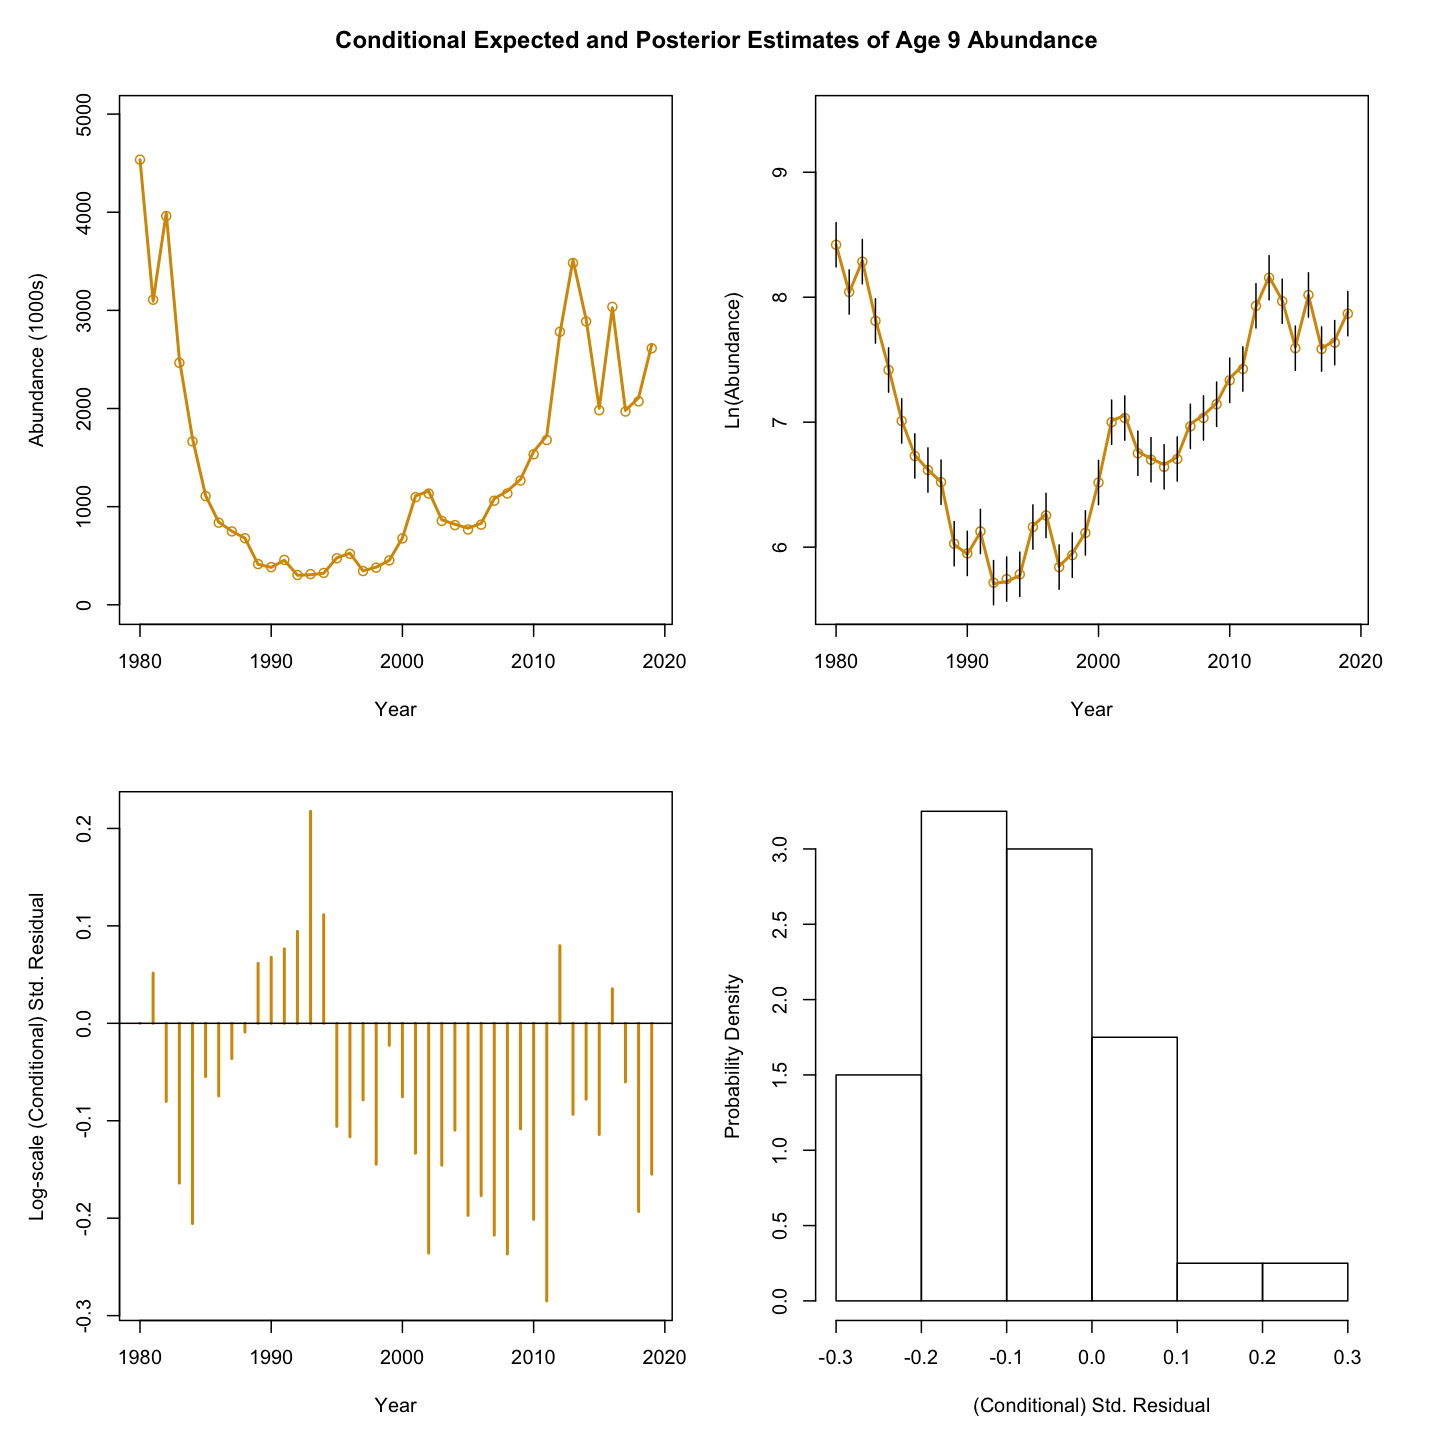 Conditional Expected and Posterior Estimates of Age 9 Abundance
Abundance (1000s)
5000
4000
3000
2000
1000
0
1980 1990 2000 2010 2020
Year
Ln(Abundance)
9
8
7
6
1980 1990 2000 2010 2020
Year
Log-scale (Conditional) Std. Residual
0.2
0.1
0.0
-0.1
-0.2
-0.3
1980 1990 2000 2010 2020
Year
Probability Density
3.0
2.5
2.0
1.5
1.0
0.5
0.0
-0.3 -0.2 -0.1 0.0 0.1 0.2 0.3
(Conditional) Std. Residual